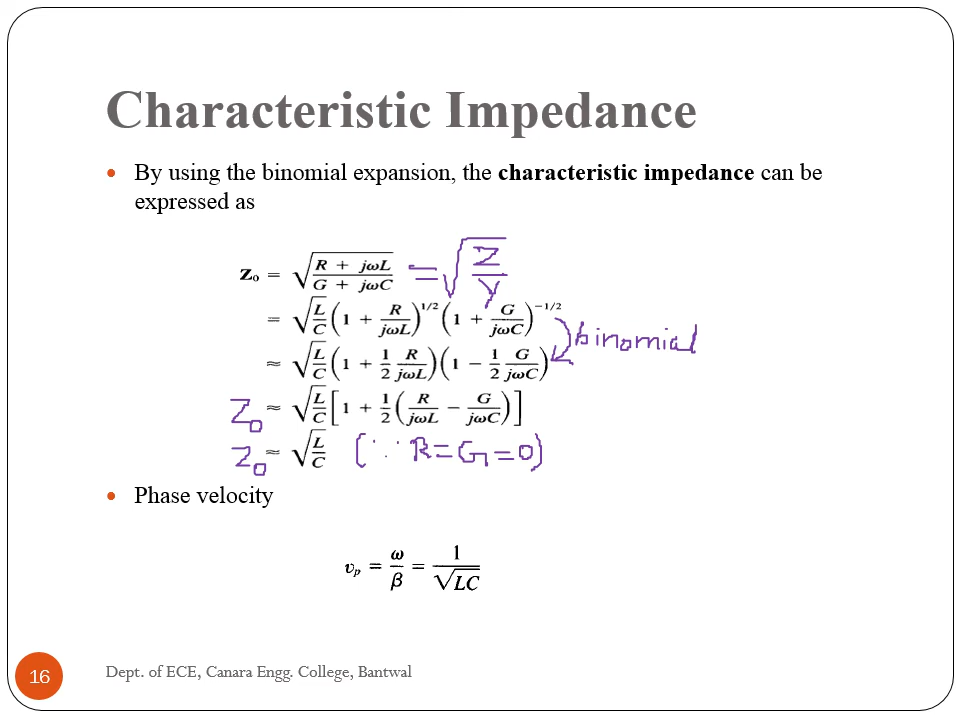 Characteristic Impedance
• By using the binomial expansion, the characteristic impedance can be
expressed as
Z₀ = √((R + jωL)/(G + jωC)) = √(Z/Y)
= √(L/C) (1 + R/(jωL))^(1/2) (1 + G/(jωC))^(−1/2)
binomial
≈ √(L/C) (1 + (1/2) R/(jωL)) (1 − (1/2) G/(jωC))
Z₀ ≈ √(L/C) [1 + (1/2) (R/(jωL) − G/(jωC))]
Z₀ ≈ √(L/C) (∵ R = G = 0)
• Phase velocity
υₚ = ω/β = 1/√(LC)
16 Dept. of ECE, Canara Engg. College, Bantwal